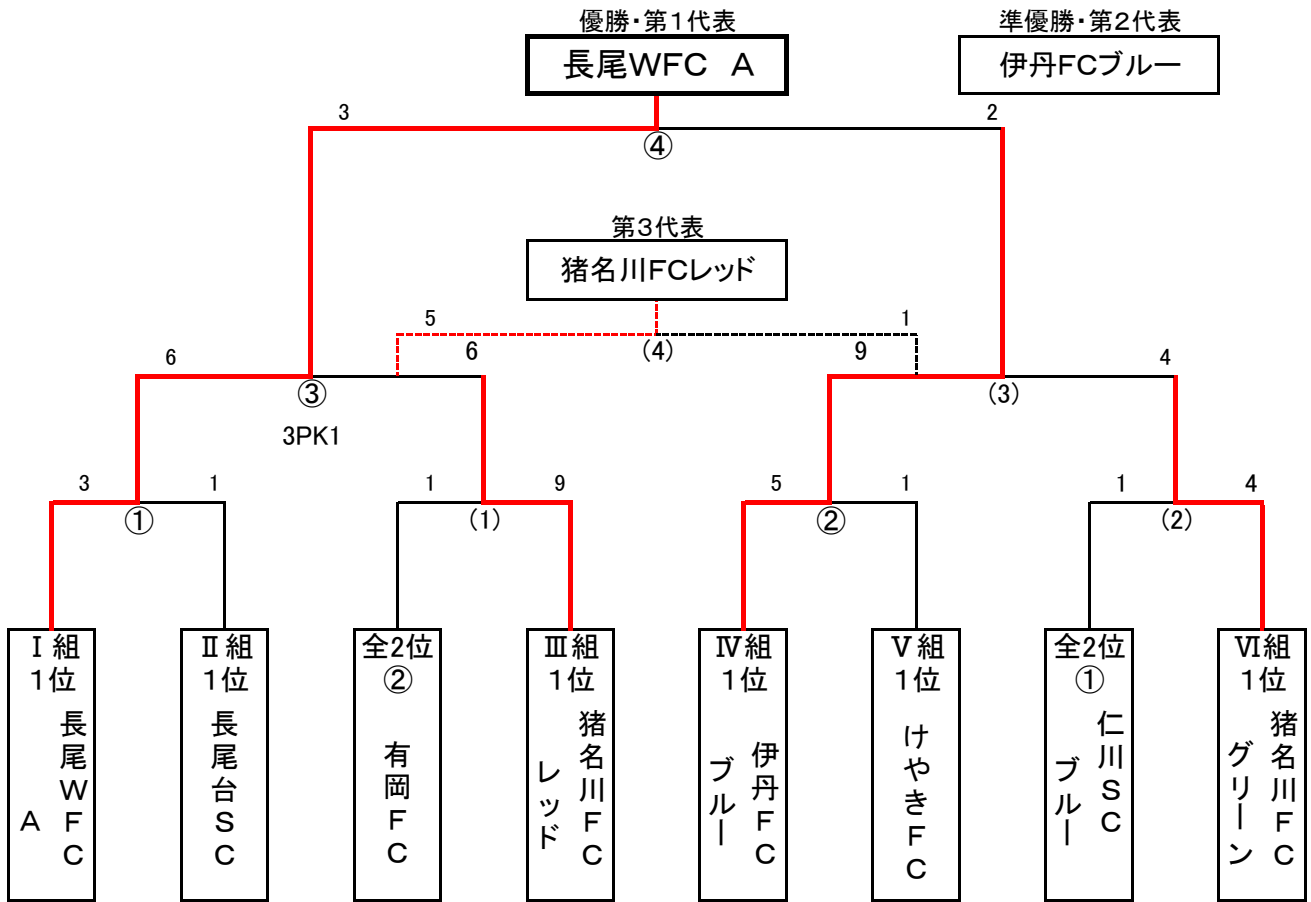 優勝・第1代表
準優勝・第2代表
長尾WFC A
伊丹FCブルー
3
2
④
第3代表
猪名川FCレッド
5
1
6
6
(4)
9
4
③
(3)
3PK1
3
1
1
9
5
1
1
4
①
(1)
②
(2)
Ⅰ組
1位
長尾WFC
A
Ⅱ組
1位
長尾台SC
全2位
②
有岡FC
Ⅲ組
1位
猪名川FC
レッド
Ⅳ組
1位
伊丹FC
ブルー
Ⅴ組
1位
けやきFC
全2位
①
仁川SC
ブルー
Ⅵ組
1位
猪名川FC
グリーン